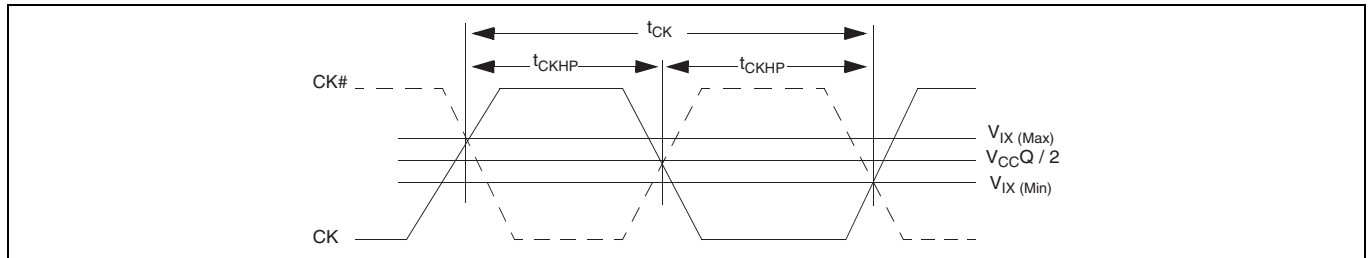 tCK
tCKHP tCKHP
CK#
VIX (Max)
VCCQ / 2
VIX (Min)
CK